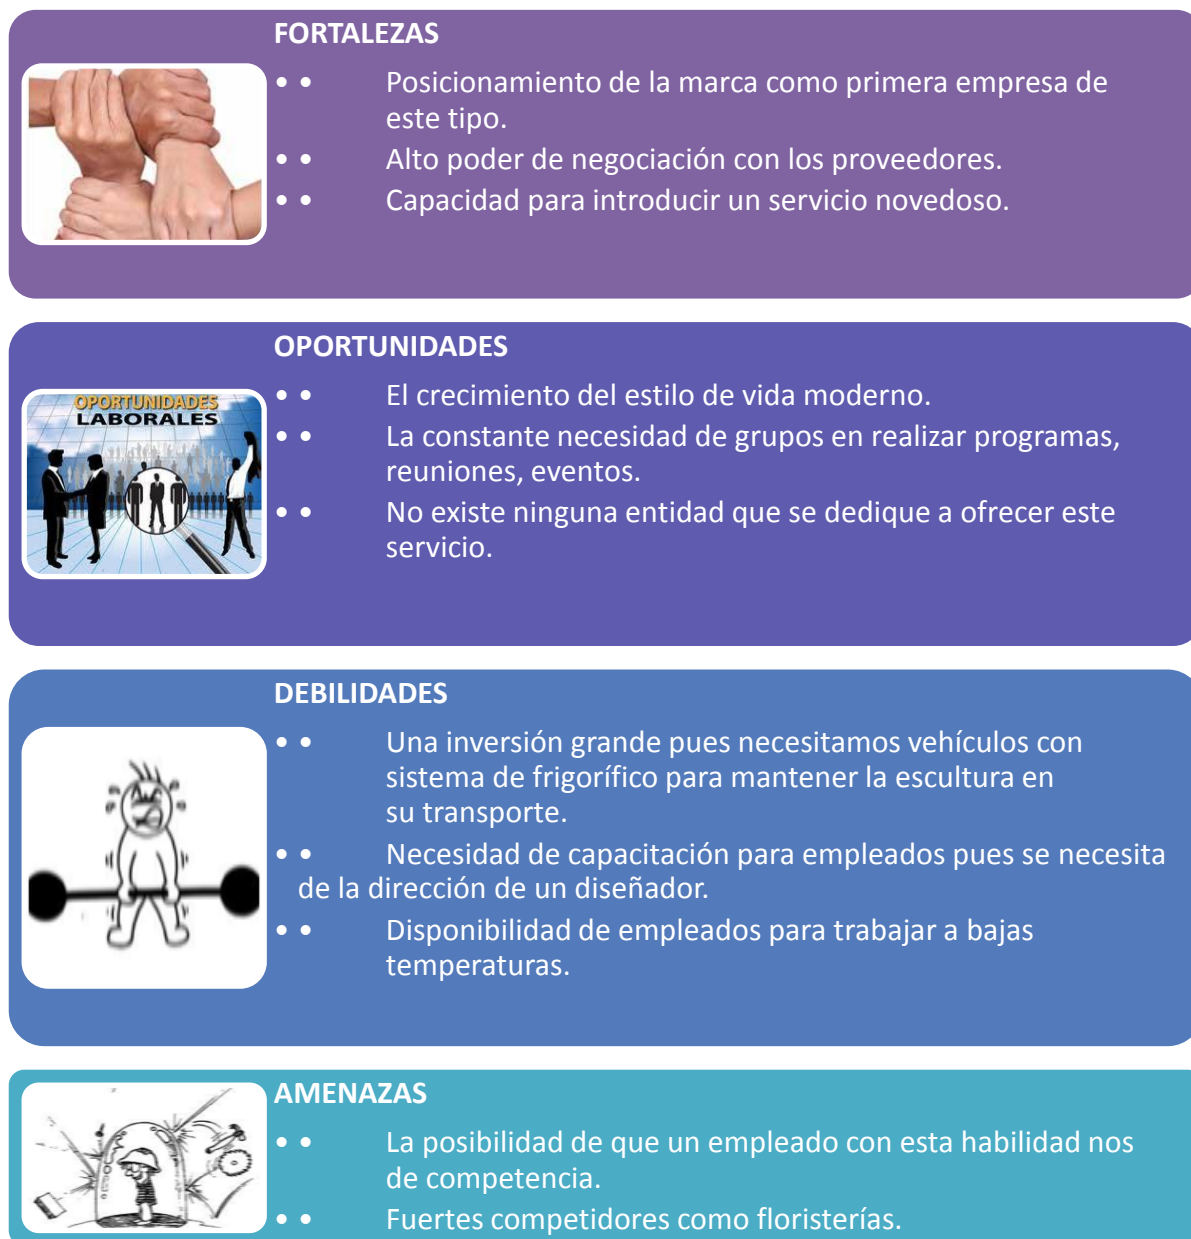 FORTALEZAS
• • Posicionamiento de la marca como primera empresa de
este tipo.
• • Alto poder de negociación con los proveedores.
• • Capacidad para introducir un servicio novedoso.
OPORTUNIDADES
OPORTUNIDADES
LABORALES
• • El crecimiento del estilo de vida moderno.
• • La constante necesidad de grupos en realizar programas,
reuniones, eventos.
• • No existe ninguna entidad que se dedique a ofrecer este
servicio.
DEBILIDADES
• • Una inversión grande pues necesitamos vehículos con
sistema de frigorífico para mantener la escultura en
su transporte.
• • Necesidad de capacitación para empleados pues se necesita
de la dirección de un diseñador.
• • Disponibilidad de empleados para trabajar a bajas
temperaturas.
AMENAZAS
• • La posibilidad de que un empleado con esta habilidad nos
de competencia.
• • Fuertes competidores como floristerías.